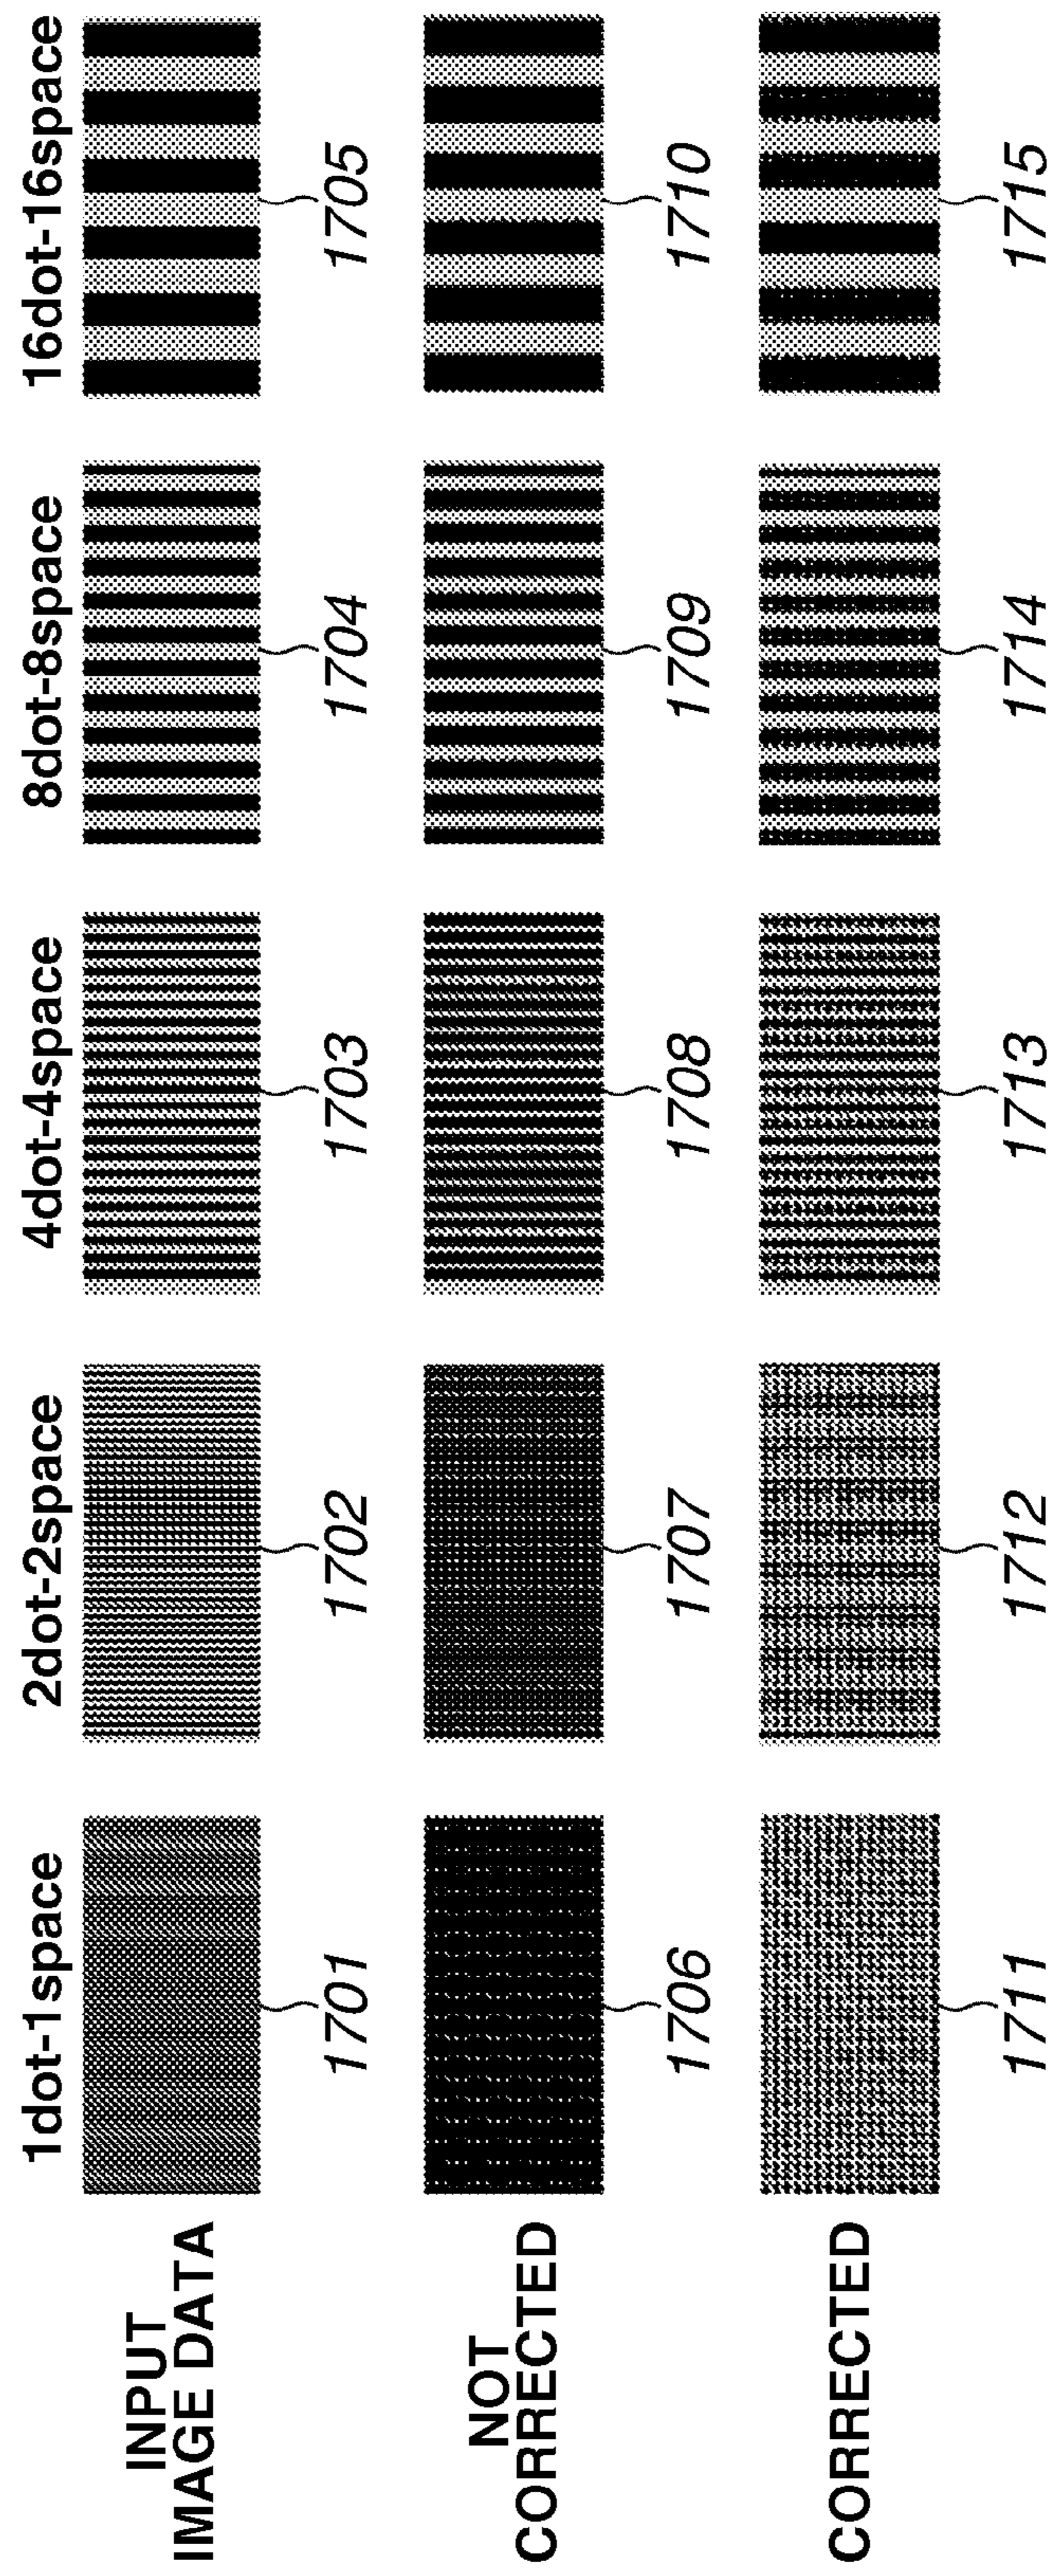 1dot-1space 2dot-2space 4dot-4space 8dot-8space 16dot-16space
INPUT
IMAGE DATA
1701 1702 1703 1704 1705
NOT
CORRECTED
1706 1707 1708 1709 1710
CORRECTED
1711 1712 1713 1714 1715